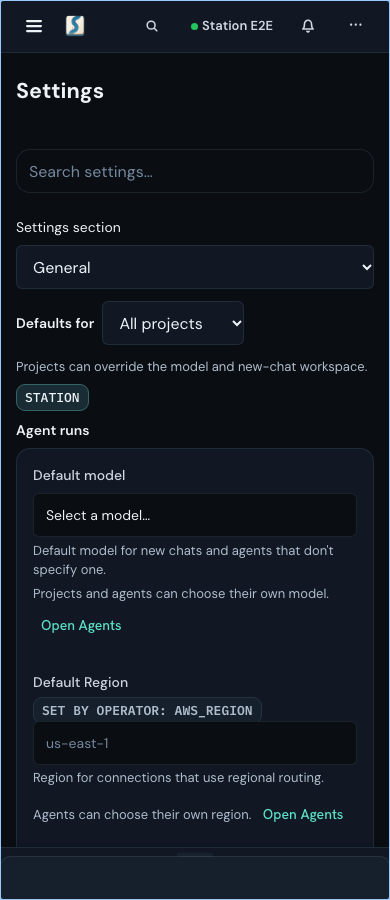 Station E2E
Settings
Search settings...
Settings section
General
Defaults for
All projects
Projects can override the model and new-chat workspace.
STATION
Agent runs
Default model
Select a model...
Default model for new chats and agents that don't
specify one.
Projects and agents can choose their own model.
Open Agents
Default Region
SET BY OPERATOR: AWS_REGION
us-east-1
Region for connections that use regional routing.
Agents can choose their own region. Open Agents